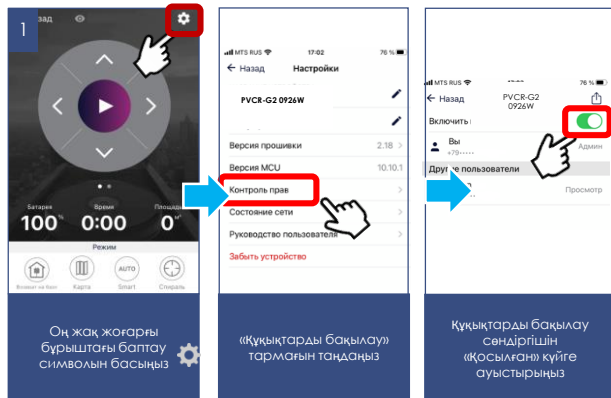 1
зад
Батарея
Время
Площадь
100%
0:00
0 м²
Режим
Возврат на базу
Карта
AUTO
Smart
Спираль
Оң жақ жоғарғы
бұрыштағы баптау
символын басыңыз
MTS RUS
17:02
76 %
← Назад
Настройки
PVCR-G2 0926W
Версия прошивки
2.18 >
Версия MCU
10.10.1
Контроль прав
>
Состояние сети
>
Руководство пользователя
>
Забыть устройство
«Құқықтарды бақылау»
тармағын таңдаңыз
MTS RUS
76 %
← Назад
PVCR-G2
0926W
Включить
Вы
+79·····
Админ
Другие пользователи
Просмотр
Құқықтарды бақылау
сөндіргішін
«Қосылған» күйге
ауыстырыңыз